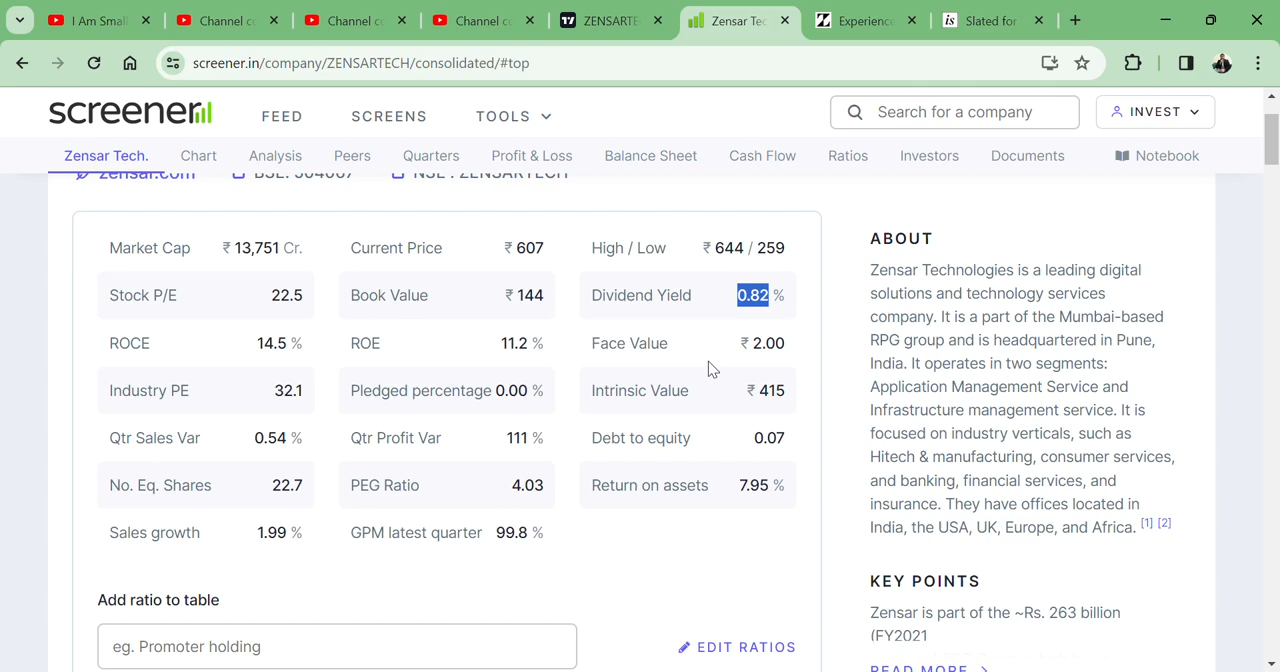 I Am Small
Channel co
Channel co
Channel co
ZENSARTE
Zensar Tec
Experience
Slated for
screener.in/company/ZENSARTECH/consolidated/#top
screener
FEED
SCREENS
TOOLS
Search for a company
INVEST
Zensar Tech.
Chart
Analysis
Peers
Quarters
Profit & Loss
Balance Sheet
Cash Flow
Ratios
Investors
Documents
Notebook
zensar.com
BSE: 504067
NSE : ZENSARTECH
Market Cap ₹ 13,751 Cr.
Current Price ₹ 607
High / Low ₹ 644 / 259
Stock P/E 22.5
Book Value ₹ 144
Dividend Yield 0.82 %
ROCE 14.5 %
ROE 11.2 %
Face Value ₹ 2.00
Industry PE 32.1
Pledged percentage 0.00 %
Intrinsic Value ₹ 415
Qtr Sales Var 0.54 %
Qtr Profit Var 111 %
Debt to equity 0.07
No. Eq. Shares 22.7
PEG Ratio 4.03
Return on assets 7.95 %
Sales growth 1.99 %
GPM latest quarter 99.8 %
Add ratio to table
eg. Promoter holding
EDIT RATIOS
ABOUT
Zensar Technologies is a leading digital
solutions and technology services
company. It is a part of the Mumbai-based
RPG group and is headquartered in Pune,
India. It operates in two segments:
Application Management Service and
Infrastructure management service. It is
focused on industry verticals, such as
Hitech & manufacturing, consumer services,
and banking, financial services, and
insurance. They have offices located in
India, the USA, UK, Europe, and Africa. [1] [2]
KEY POINTS
Zensar is part of the ~Rs. 263 billion
(FY2021
READ MORE